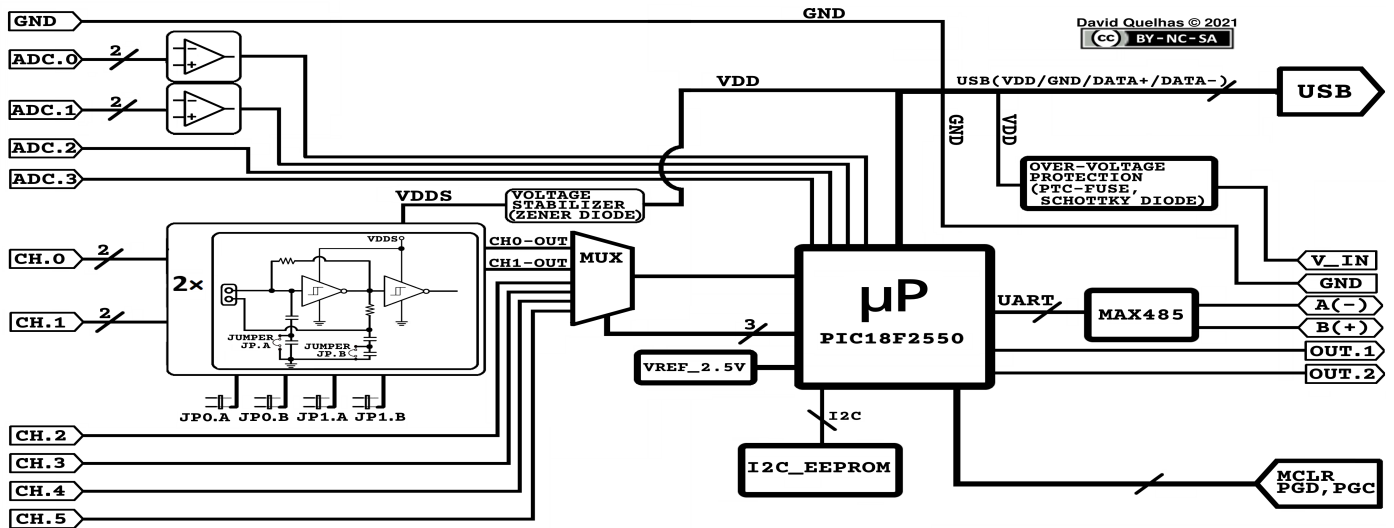 GND
GND
David Quelhas © 2021
cc BY-NC-SA
ADC.0
2
ADC.1
2
ADC.2
ADC.3
VDD
USB(VDD/GND/DATA+/DATA-)
USB
GND
VDD
OVER-VOLTAGE
PROTECTION
(PTC-FUSE,
SCHOTTKY DIODE)
VDDS
VOLTAGE
STABILIZER
(ZENER DIODE)
CH.0
2
CH.1
2
2×
VDDS
JUMPER
JP.A
JUMPER
JP.B
CH0-OUT
CH1-OUT
MUX
3
µP
PIC18F2550
VREF_2.5V
UART
MAX485
V_IN
GND
A(-)
B(+)
OUT.1
OUT.2
JP0.A
JP0.B
JP1.A
JP1.B
I2C
I2C_EEPROM
CH.2
CH.3
CH.4
CH.5
MCLR
PGD,PGC